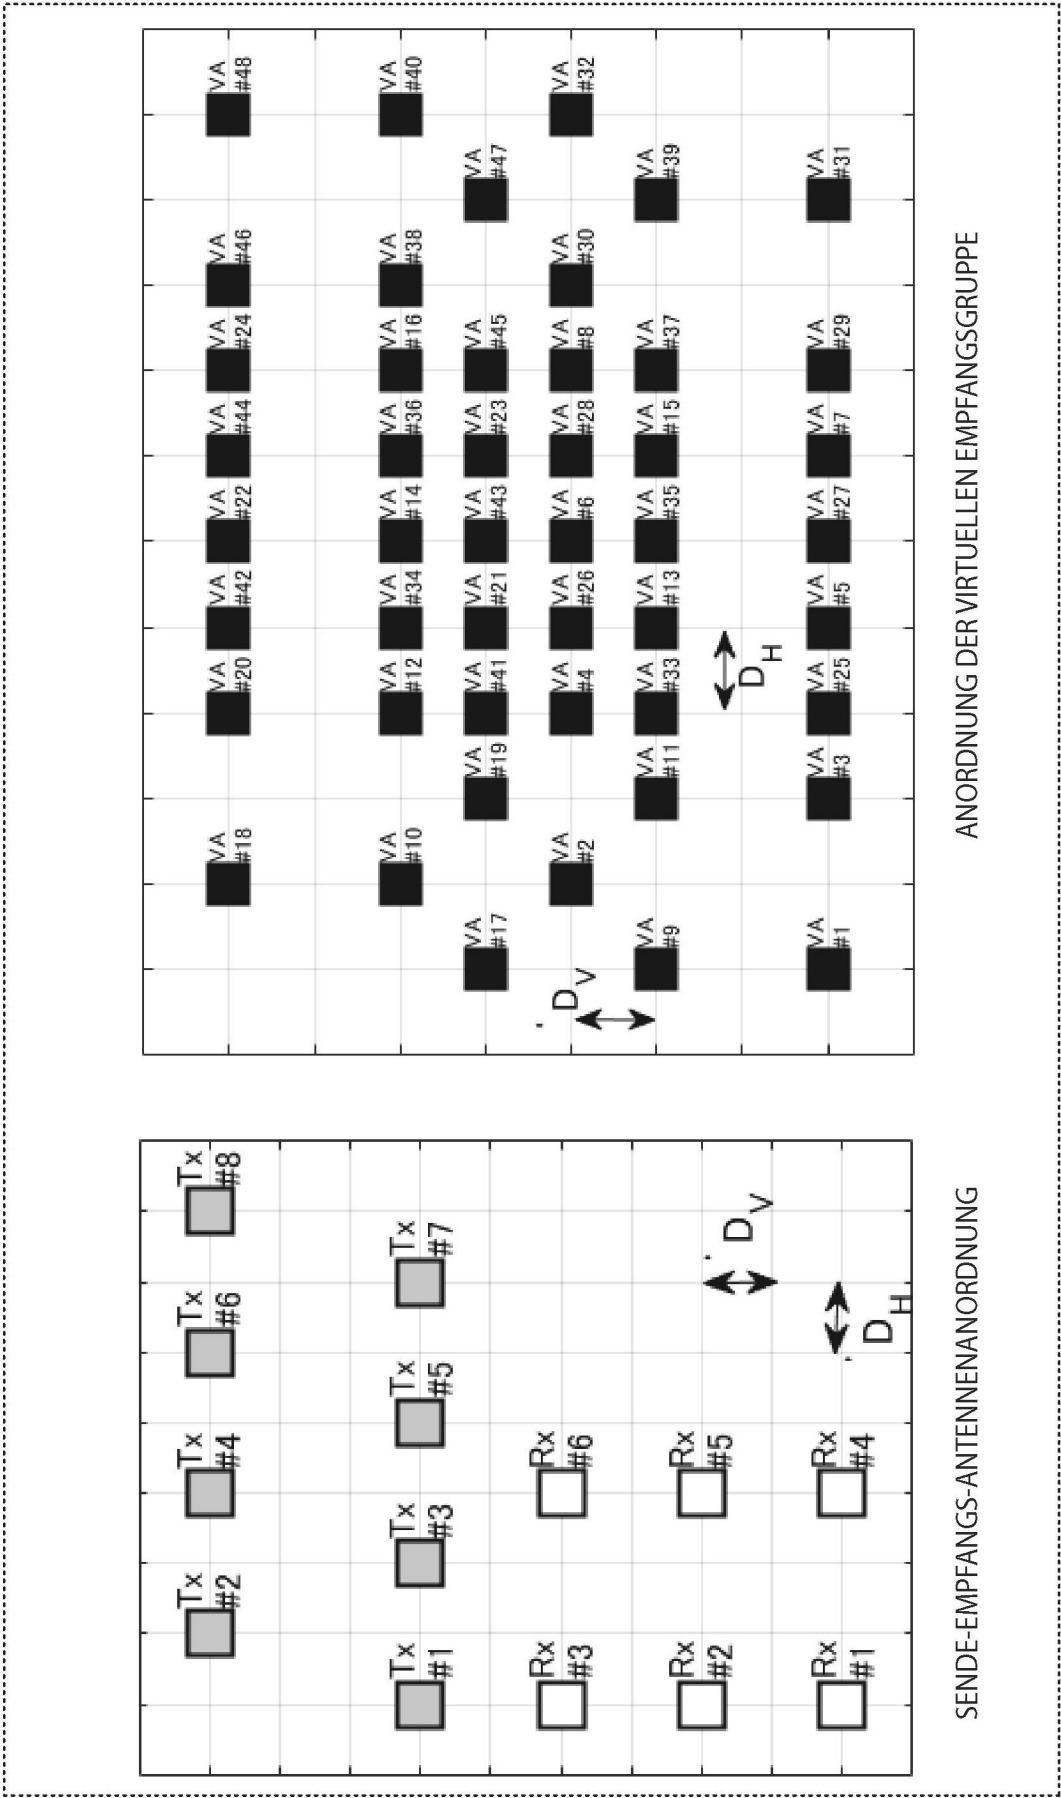 Tx
#2
Tx
#4
Tx
#6
Tx
#8
Tx
#1
Tx
#3
Tx
#5
Tx
#7
Rx
#3
Rx
#6
Rx
#2
Rx
#5
D_V
Rx
#1
Rx
#4
D_H
SENDE-EMPFANGS-ANTENNENANORDNUNG
VA
#18
VA
#20
VA
#42
VA
#22
VA
#44
VA
#24
VA
#46
VA
#48
VA
#10
VA
#12
VA
#34
VA
#14
VA
#36
VA
#16
VA
#38
VA
#40
VA
#17
VA
#19
VA
#41
VA
#21
VA
#43
VA
#23
VA
#45
VA
#47
D_V
VA
#2
VA
#4
VA
#26
VA
#6
VA
#28
VA
#8
VA
#30
VA
#32
VA
#9
VA
#11
VA
#33
VA
#13
VA
#35
VA
#15
VA
#37
VA
#39
D_H
VA
#1
VA
#3
VA
#25
VA
#5
VA
#27
VA
#7
VA
#29
VA
#31
ANORDNUNG DER VIRTUELLEN EMPFANGSGRUPPE